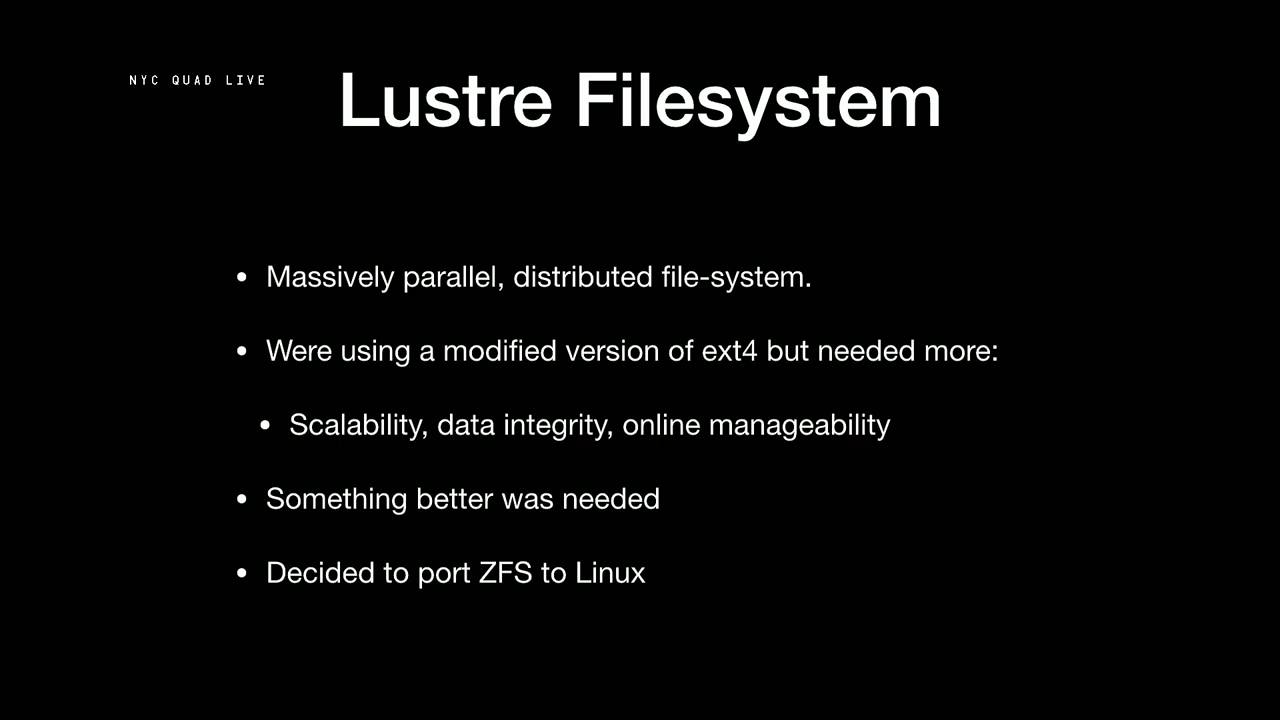 NYC QUAD LIVE
Lustre Filesystem
• Massively parallel, distributed file-system.
• Were using a modified version of ext4 but needed more:
• Scalability, data integrity, online manageability
• Something better was needed
• Decided to port ZFS to Linux